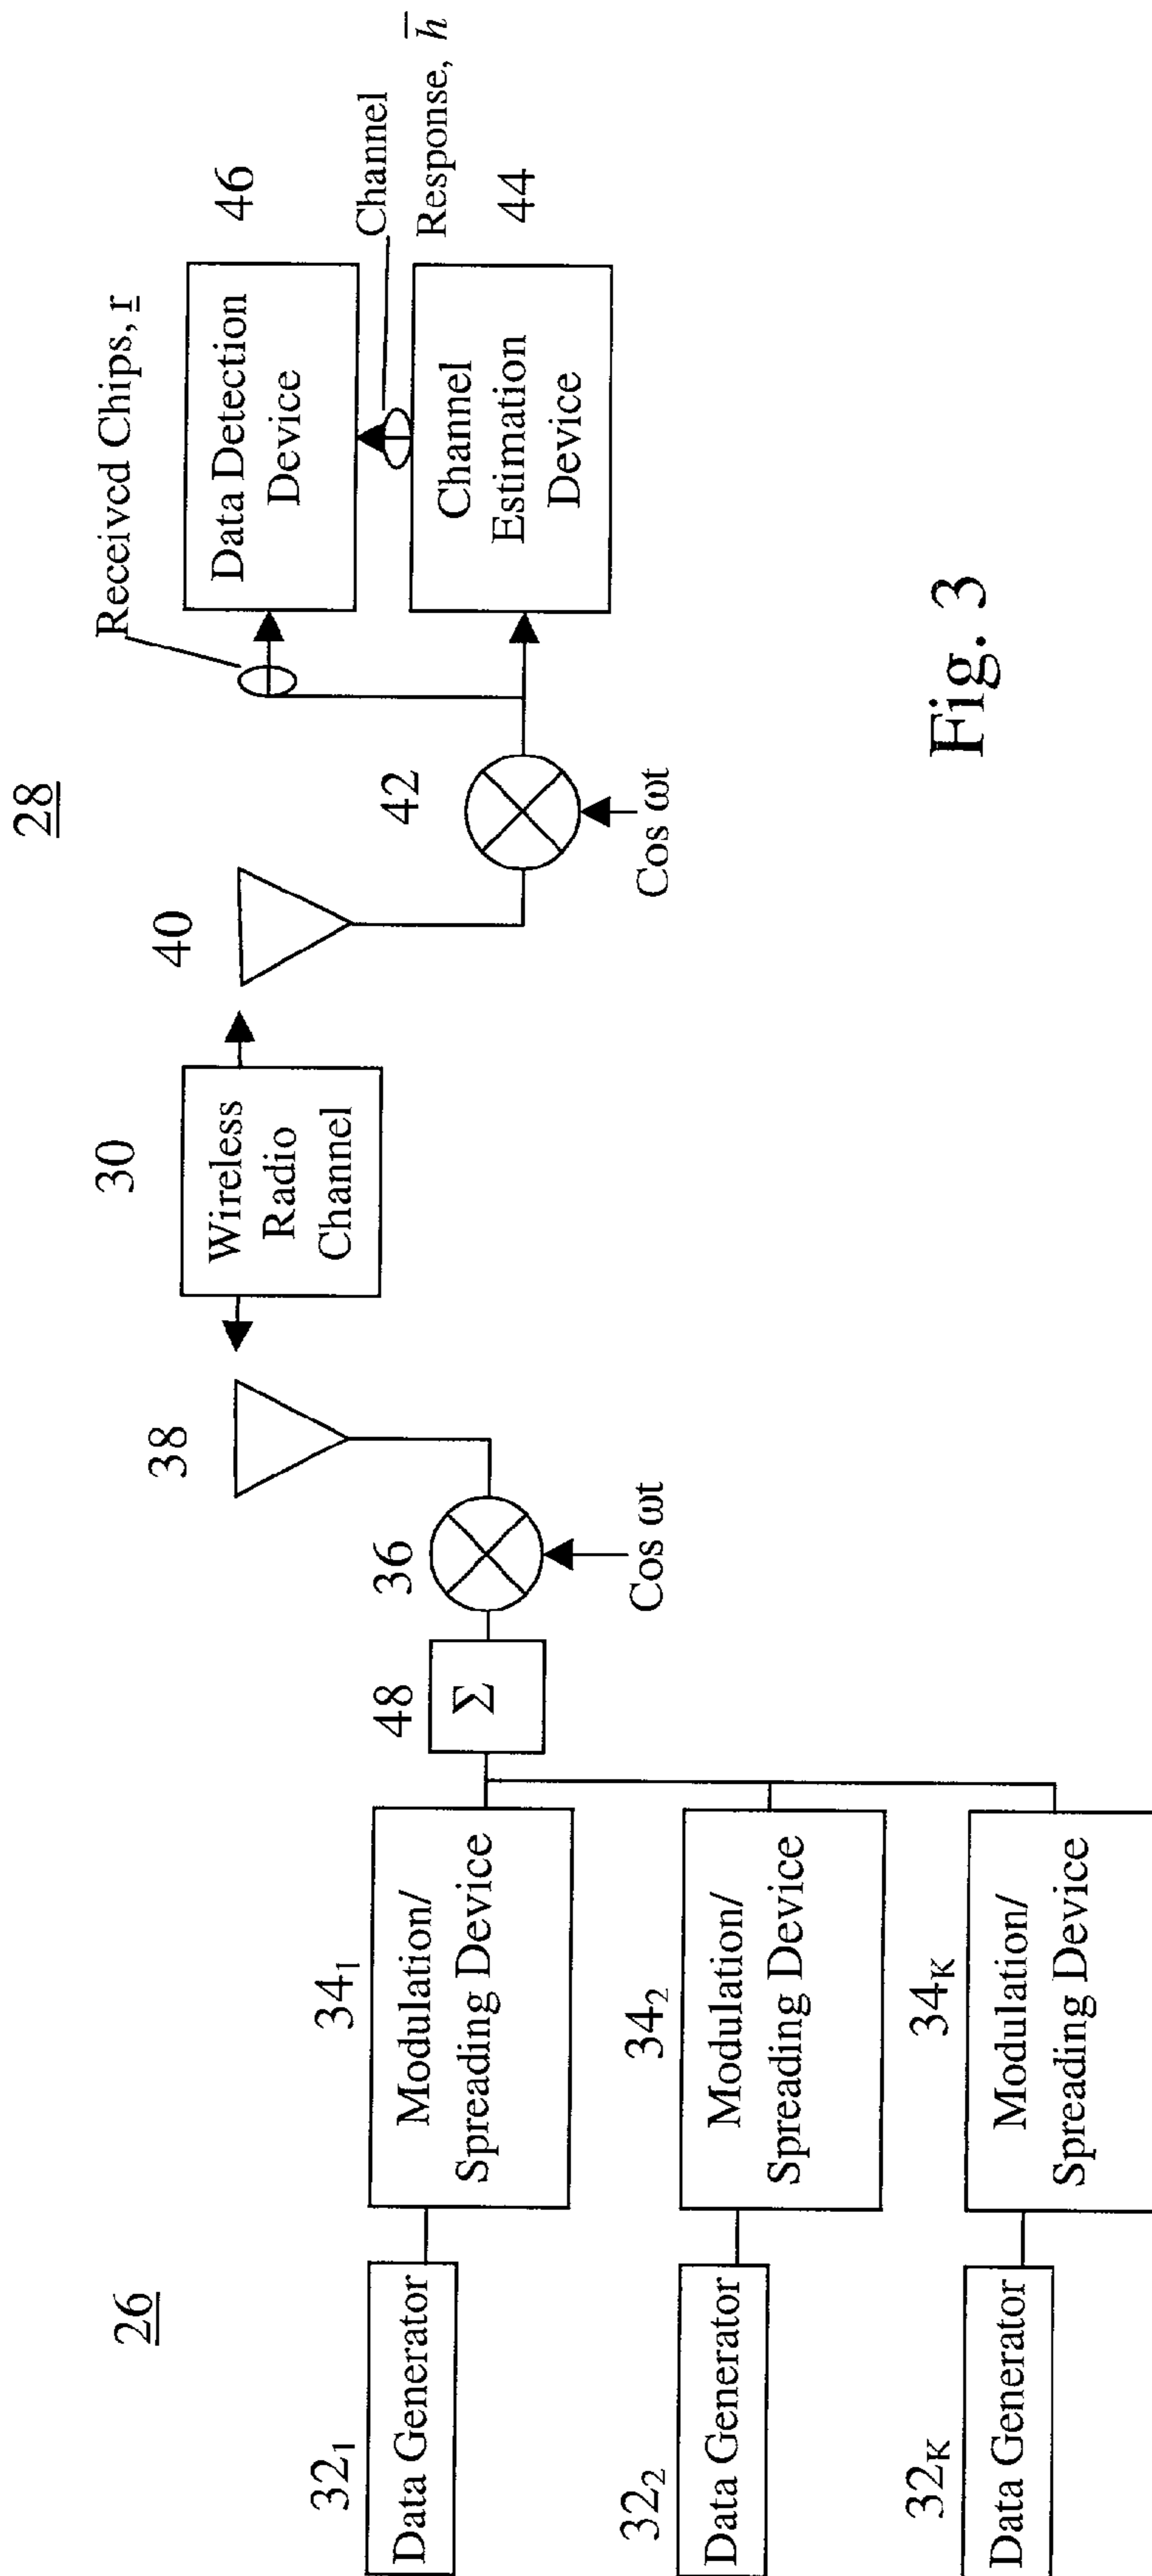 26
28
32₁
Data Generator
34₁
Modulation/
Spreading Device
32₂
Data Generator
34₂
Modulation/
Spreading Device
32K
Data Generator
34K
Modulation/
Spreading Device
48
Σ
36
Cos ωt
38
30
Wireless
Radio
Channel
40
42
Cos ωt
Received Chips, r
Data Detection
Device
46
Channel
Response, h̅
Channel
Estimation
Device
44
Fig. 3